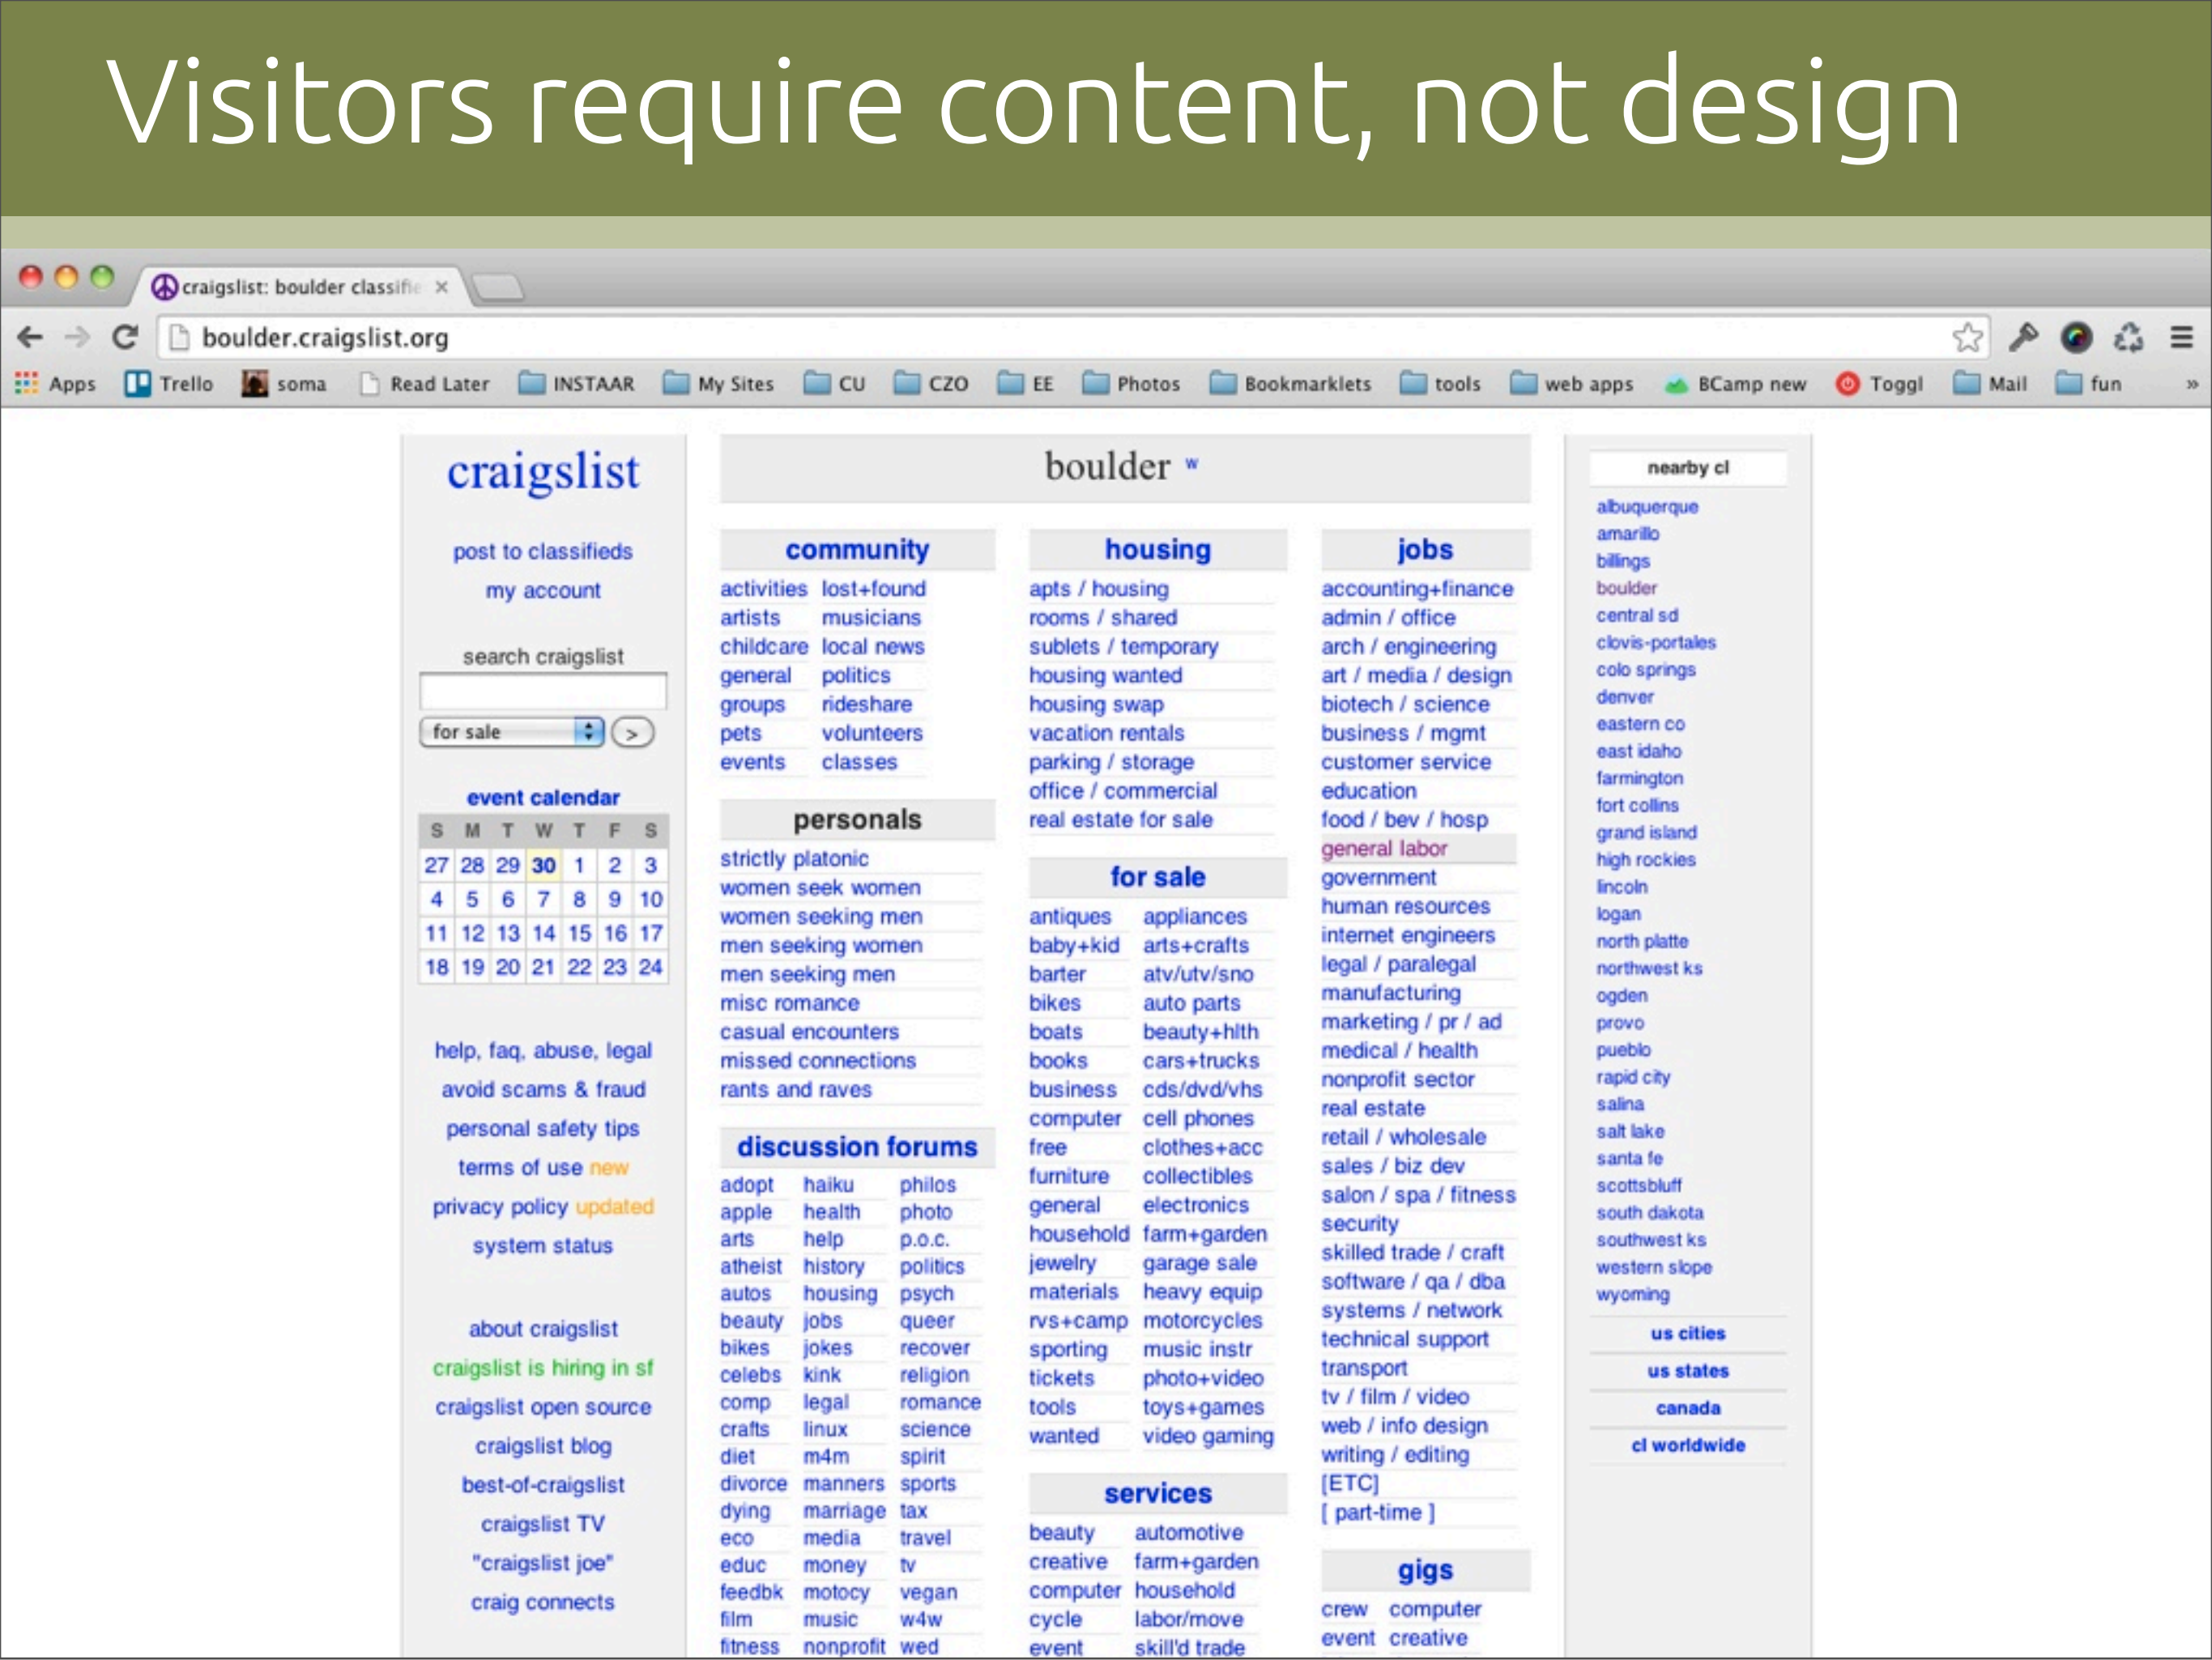 Visitors require content, not design
craigslist: boulder classifie
boulder.craigslist.org
Apps Trello soma Read Later INSTAAR My Sites CU CZO EE Photos Bookmarklets tools web apps BCamp new Toggl Mail fun »
craigslist
post to classifieds
my account
search craigslist
for sale >
event calendar
S M T W T F S
27 28 29 30 1 2 3
4 5 6 7 8 9 10
11 12 13 14 15 16 17
18 19 20 21 22 23 24
help, faq, abuse, legal
avoid scams & fraud
personal safety tips
terms of use new
privacy policy updated
system status
about craigslist
craigslist is hiring in sf
craigslist open source
craigslist blog
best-of-craigslist
craigslist TV
"craigslist joe"
craig connects
boulder w
community
activities lost+found
artists musicians
childcare local news
general politics
groups rideshare
pets volunteers
events classes
personals
strictly platonic
women seek women
women seeking men
men seeking women
men seeking men
misc romance
casual encounters
missed connections
rants and raves
discussion forums
adopt haiku philos
apple health photo
arts help p.o.c.
atheist history politics
autos housing psych
beauty jobs queer
bikes jokes recover
celebs kink religion
comp legal romance
crafts linux science
diet m4m spirit
divorce manners sports
dying marriage tax
eco media travel
educ money tv
feedbk motocy vegan
film music w4w
fitness nonprofit wed
housing
apts / housing
rooms / shared
sublets / temporary
housing wanted
housing swap
vacation rentals
parking / storage
office / commercial
real estate for sale
for sale
antiques appliances
baby+kid arts+crafts
barter atv/utv/sno
bikes auto parts
boats beauty+hlth
books cars+trucks
business cds/dvd/vhs
computer cell phones
free clothes+acc
furniture collectibles
general electronics
household farm+garden
jewelry garage sale
materials heavy equip
rvs+camp motorcycles
sporting music instr
tickets photo+video
tools toys+games
wanted video gaming
services
beauty automotive
creative farm+garden
computer household
cycle labor/move
event skill'd trade
jobs
accounting+finance
admin / office
arch / engineering
art / media / design
biotech / science
business / mgmt
customer service
education
food / bev / hosp
general labor
government
human resources
internet engineers
legal / paralegal
manufacturing
marketing / pr / ad
medical / health
nonprofit sector
real estate
retail / wholesale
sales / biz dev
salon / spa / fitness
security
skilled trade / craft
software / qa / dba
systems / network
technical support
transport
tv / film / video
web / info design
writing / editing
[ETC]
[ part-time ]
gigs
crew computer
event creative
nearby cl
albuquerque
amarillo
billings
boulder
central sd
clovis-portales
colo springs
denver
eastern co
east idaho
farmington
fort collins
grand island
high rockies
lincoln
logan
north platte
northwest ks
ogden
provo
pueblo
rapid city
salina
salt lake
santa fe
scottsbluff
south dakota
southwest ks
western slope
wyoming
us cities
us states
canada
cl worldwide